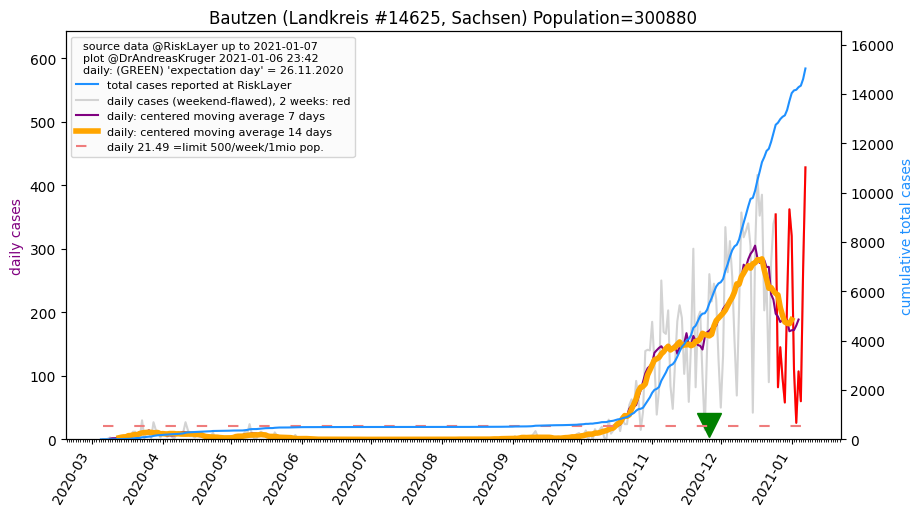 Bautzen (Landkreis #14625, Sachsen) Population=300880
source data @RiskLayer up to 2021-01-07
plot @DrAndreasKruger 2021-01-06 23:42
daily: (GREEN) 'expectation day' = 26.11.2020
total cases reported at RiskLayer
daily cases (weekend-flawed), 2 weeks: red
daily: centered moving average 7 days
daily: centered moving average 14 days
daily 21.49 =limit 500/week/1mio pop.
daily cases
600
500
400
300
200
100
0
16000
14000
12000
10000
8000
6000
4000
2000
0
cumulative total cases
2020-03
2020-04
2020-05
2020-06
2020-07
2020-08
2020-09
2020-10
2020-11
2020-12
2021-01